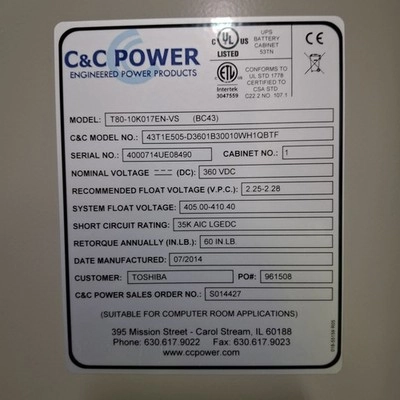 C&C POWER
ENGINEERED POWER PRODUCTS
C UL US
LISTED
UPS
BATTERY
CABINET
537N
ETL
Intertek
3047559
CONFORMS TO
UL STD 1778
CERTIFIED TO
CSA STD
C22.2 NO. 107.1
CE
MODEL: T80-10K017EN-VS (BC43)
C&C MODEL NO.: 43T1E505-D3601B30010WH1QBTF
SERIAL NO.: 4000714UE08490 CABINET NO.: 1
NOMINAL VOLTAGE (DC): 360 VDC
RECOMMENDED FLOAT VOLTAGE (V.P.C.): 2.25-2.28
SYSTEM FLOAT VOLTAGE: 405.00-410.40
SHORT CIRCUIT RATING: 35K AIC LGEDC
RETORQUE ANNUALLY (IN.LB.): 60 IN.LB.
DATE MANUFACTURED: 07/2014
CUSTOMER: TOSHIBA PO#: 961508
C&C POWER SALES ORDER NO.: S014427
(SUITABLE FOR COMPUTER ROOM APPLICATIONS)
395 Mission Street - Carol Stream, IL 60188
Phone: 630.617.9022 Fax: 630.617.9023
www.ccpower.com